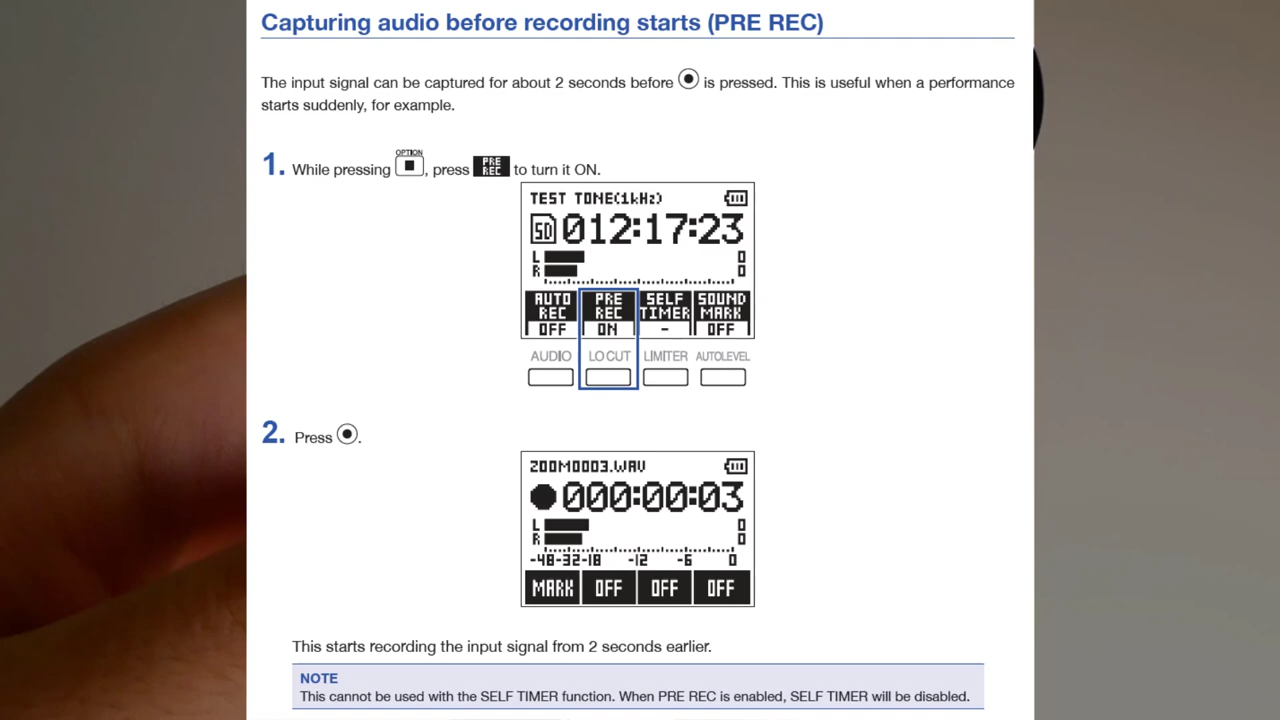 Capturing audio before recording starts (PRE REC)
The input signal can be captured for about 2 seconds before is pressed. This is useful when a performance
starts suddenly, for example.
OPTION
1. While pressing , press PRE REC to turn it ON.
TEST TONE(1kHz)
SD 012:17:23
L 0
R 0
AUTO REC PRE REC SELF TIMER SOUND MARK
OFF ON - OFF
AUDIO LO CUT LIMITER AUTOLEVEL
2. Press .
ZOOM0003.WAV
000:00:03
L 0
R 0
-48-32-18 -12 -6 0
MARK OFF OFF OFF
This starts recording the input signal from 2 seconds earlier.
NOTE
This cannot be used with the SELF TIMER function. When PRE REC is enabled, SELF TIMER will be disabled.